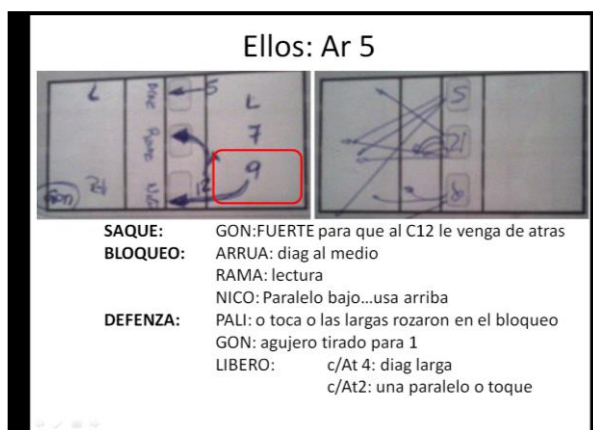 Ellos: Ar 5
5
L
L
7
9
12
Gon
5
8
SAQUE: GON:FUERTE para que al C12 le venga de atras
BLOQUEO: ARRUA: diag al medio
RAMA: lectura
NICO: Paralelo bajo...usa arriba
DEFENZA: PALI: o toca o las largas rozaron en el bloqueo
GON: agujero tirado para 1
LIBERO: c/At 4: diag larga
c/At2: una paralelo o toque